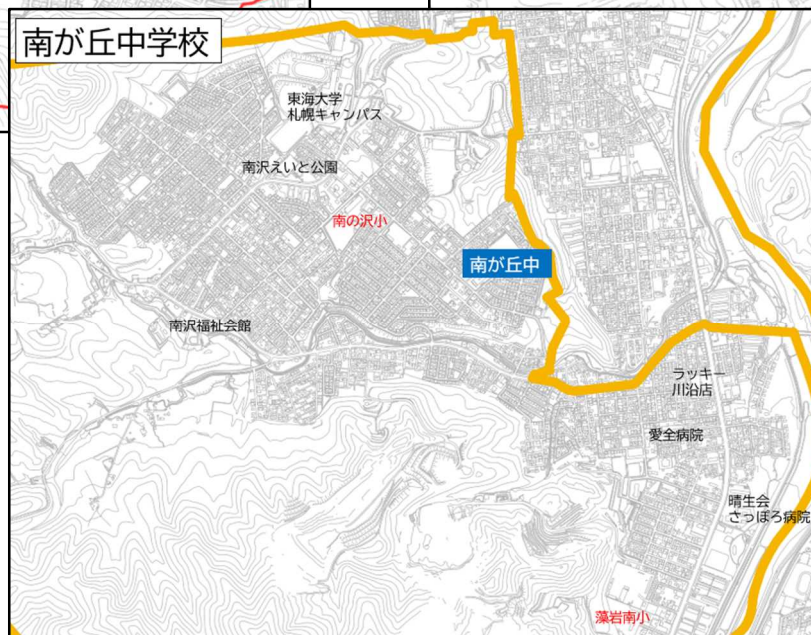 南が丘中学校
東海大学
札幌キャンパス
南沢えいと公園
南の沢小
南が丘中
南沢福祉会館
ラッキー
川沿店
愛全病院
晴生会
さっぽろ病院
藻岩南小